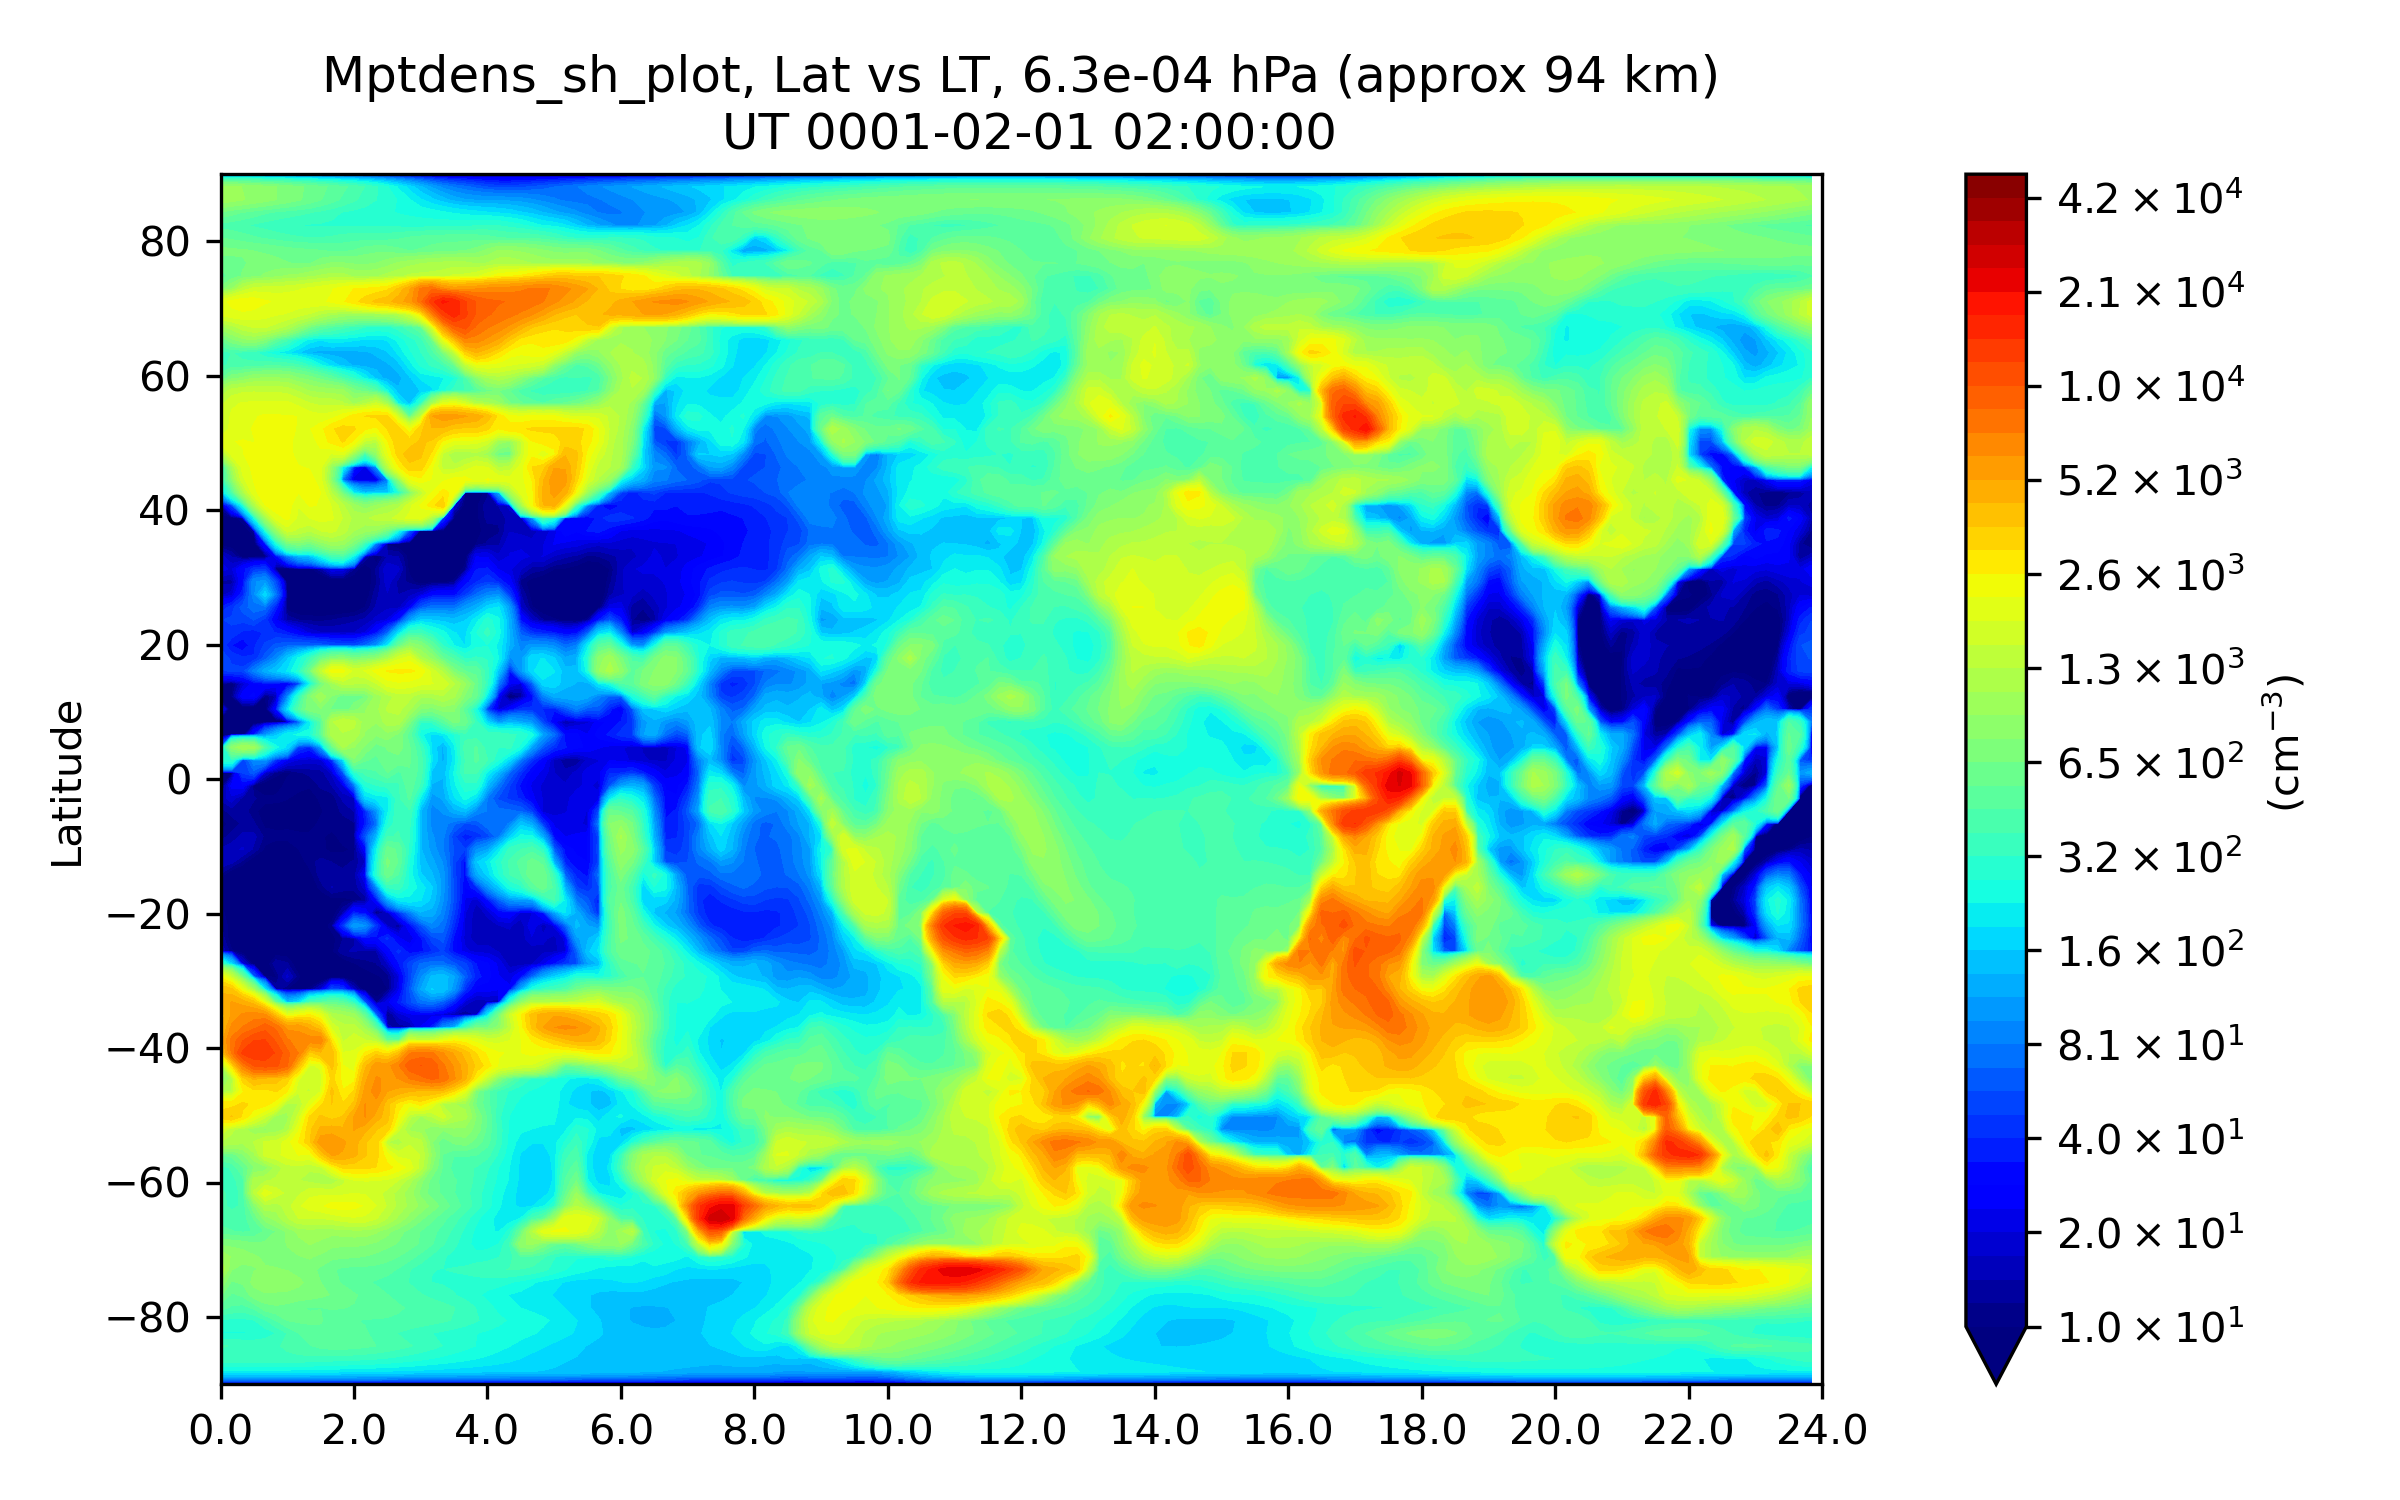 Mptdens_sh_plot, Lat vs LT, 6.3e-04 hPa (approx 94 km)
UT 0001-02-01 02:00:00
Latitude
80
60
40
20
0
−20
−40
−60
−80
0.0 2.0 4.0 6.0 8.0 10.0 12.0 14.0 16.0 18.0 20.0 22.0 24.0
4.2 × 10⁴
2.1 × 10⁴
1.0 × 10⁴
5.2 × 10³
2.6 × 10³
1.3 × 10³
6.5 × 10²
3.2 × 10²
1.6 × 10²
8.1 × 10¹
4.0 × 10¹
2.0 × 10¹
1.0 × 10¹
(cm⁻³)